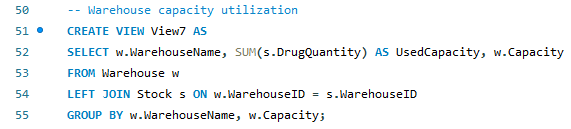 50 -- Warehouse capacity utilization
51 CREATE VIEW View7 AS
52 SELECT w.WarehouseName, SUM(s.DrugQuantity) AS UsedCapacity, w.Capacity
53 FROM Warehouse w
54 LEFT JOIN Stock s ON w.WarehouseID = s.WarehouseID
55 GROUP BY w.WarehouseName, w.Capacity;